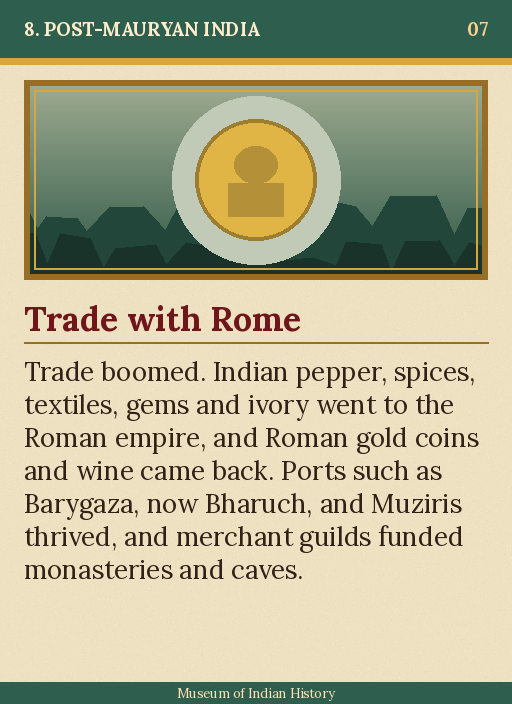 8. POST-MAURYAN INDIA
07
Trade with Rome
Trade boomed. Indian pepper, spices,
textiles, gems and ivory went to the
Roman empire, and Roman gold coins
and wine came back. Ports such as
Barygaza, now Bharuch, and Muziris
thrived, and merchant guilds funded
monasteries and caves.
Museum of Indian History